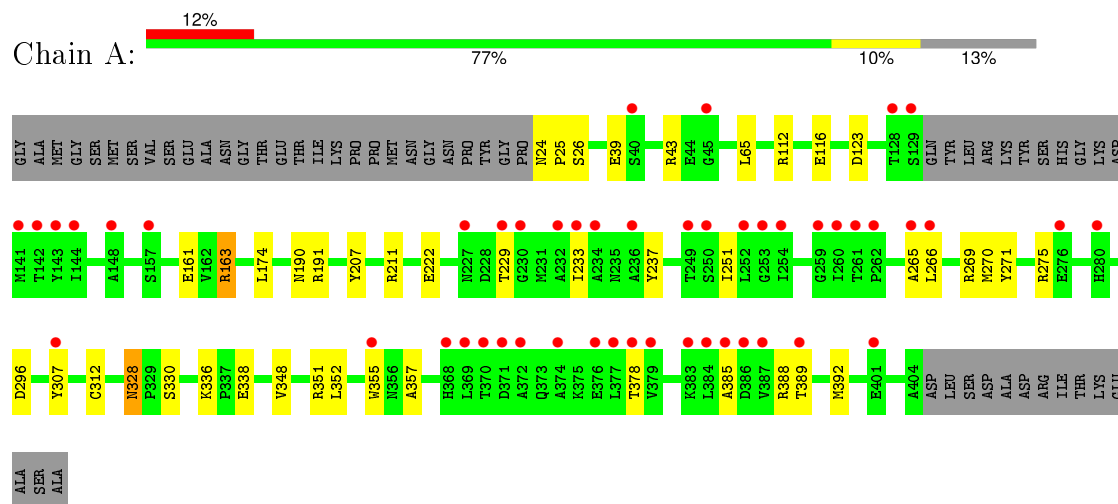 12%
Chain A:
77% 10% 13%
GLY ALA MET GLY SER MET SER VAL SER SER GLU ALA ASN GLY THR GLU THR ILE LYS PRO PRO MET ASN GLY ASN PRO TYR GLY PRO N24 P25 S26 E39 S40 R43 E44 G45 L65 R112 E116 D123 T128 S129 GLN TYR LEU ARG LYS TYR SER HIS GLY LYS ASP
M141 T142 Y143 I144 A148 S157 E161 V162 R163 L174 N190 R191 Y207 R211 E222 N227 D228 T229 G230 M231 A232 I233 A234 N235 A236 Y237 T249 S250 I251 L252 G253 I254 G259 I260 T261 P262 A265 L266 R269 M270 Y271 R275 E276 H280
D296 Y307 C312 N328 P329 S330 K336 P337 E338 V348 R351 L352 W355 N356 A357 H368 L369 T370 D371 A372 Q373 A374 K375 E376 L377 T378 V379 K383 L384 A385 D386 V387 R388 T389 M392 E401 A404 ASP LEU SER ASP ALA ASP ARG ILE THR LYS GLU
ALA SER ALA